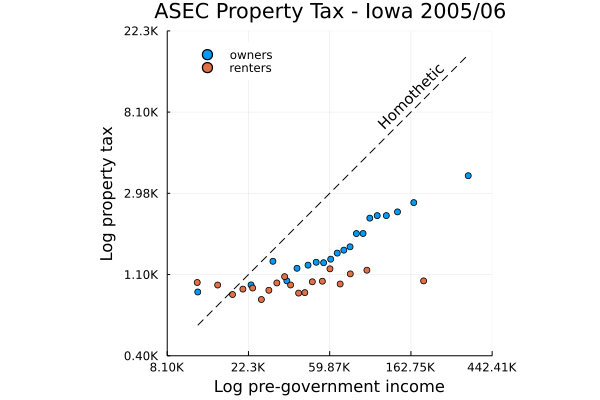 ASEC Property Tax - Iowa 2005/06
22.3K
owners
renters
Homothetic
8.10K
2.98K
1.10K
0.40K
Log property tax
8.10K 22.3K 59.87K 162.75K 442.41K
Log pre-government income